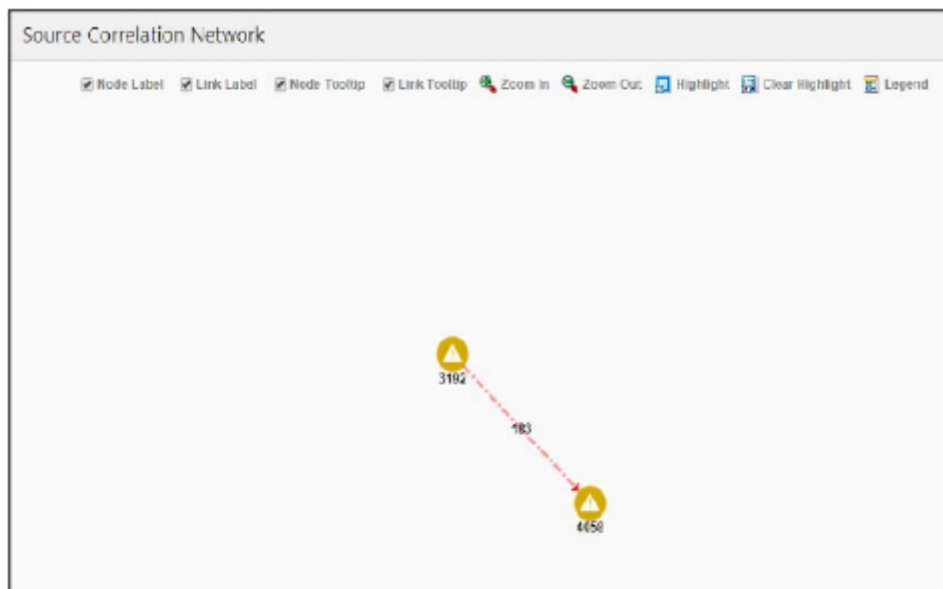 Source Correlation Network
Node Label Link Label Node Tooltip Link Tooltip Zoom In Zoom Out Highlight Clear Highlight Legend
3192
183
4058